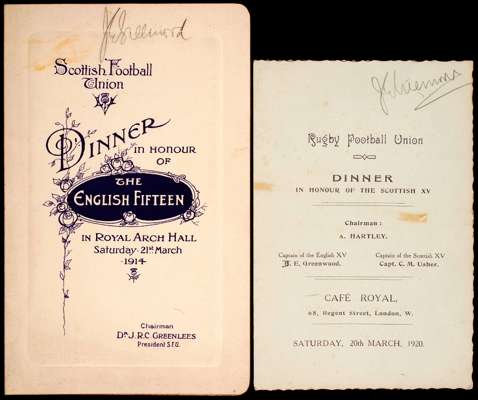 Scottish Football
Union
DINNER
IN HONOUR
OF
THE
ENGLISH FIFTEEN
IN ROYAL ARCH HALL
Saturday · 21st March
· 1914 ·
Chairman
Dr J. R. C. GREENLEES
President S.F.U.
Rugby Football Union
DINNER
IN HONOUR OF THE SCOTTISH XV
Chairman :
A. HARTLEY.
Captain of the English XV
J. E. Greenwood.
Captain of the Scottish XV
Capt. C. M. Usher.
CAFÉ ROYAL,
68, Regent Street, London, W.
SATURDAY, 20th MARCH, 1920.